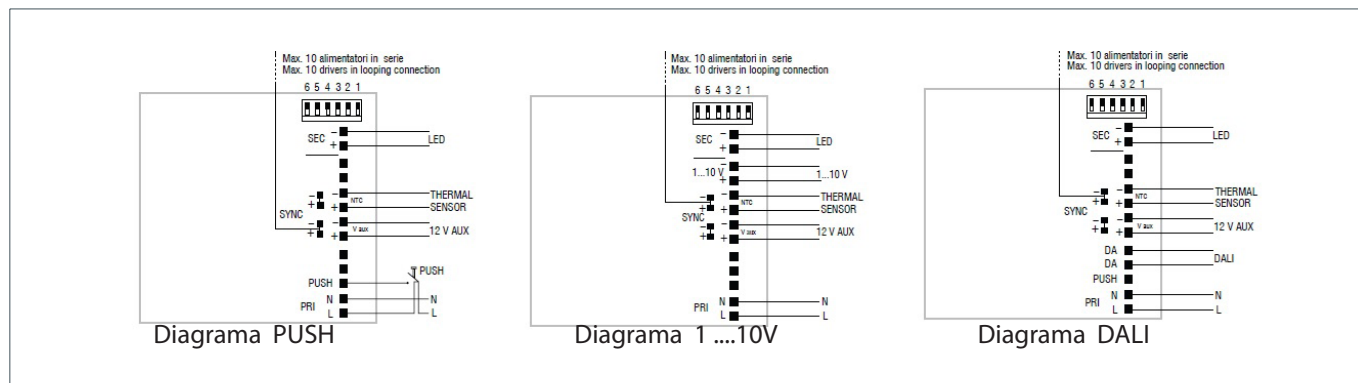 Max. 10 alimentatori in serie
Max. 10 drivers in looping connection
6 5 4 3 2 1
SEC
-
+
LED
-
+
NTC
THERMAL
SENSOR
SYNC
-
+
-
+
-
+
V aux
12 V AUX
PUSH
PUSH
PRI
N
L
N
L
Diagrama PUSH
Max. 10 alimentatori in serie
Max. 10 drivers in looping connection
6 5 4 3 2 1
SEC
-
+
LED
1...10 V
-
+
1...10 V
-
+
NTC
THERMAL
SENSOR
SYNC
-
+
-
+
-
+
V aux
12 V AUX
PRI
N
L
N
L
Diagrama 1 ....10V
Max. 10 alimentatori in serie
Max. 10 drivers in looping connection
6 5 4 3 2 1
SEC
-
+
LED
-
+
NTC
THERMAL
SENSOR
SYNC
-
+
-
+
-
+
V aux
12 V AUX
DA
DA
DALI
PUSH
PRI
N
L
N
L
Diagrama DALI